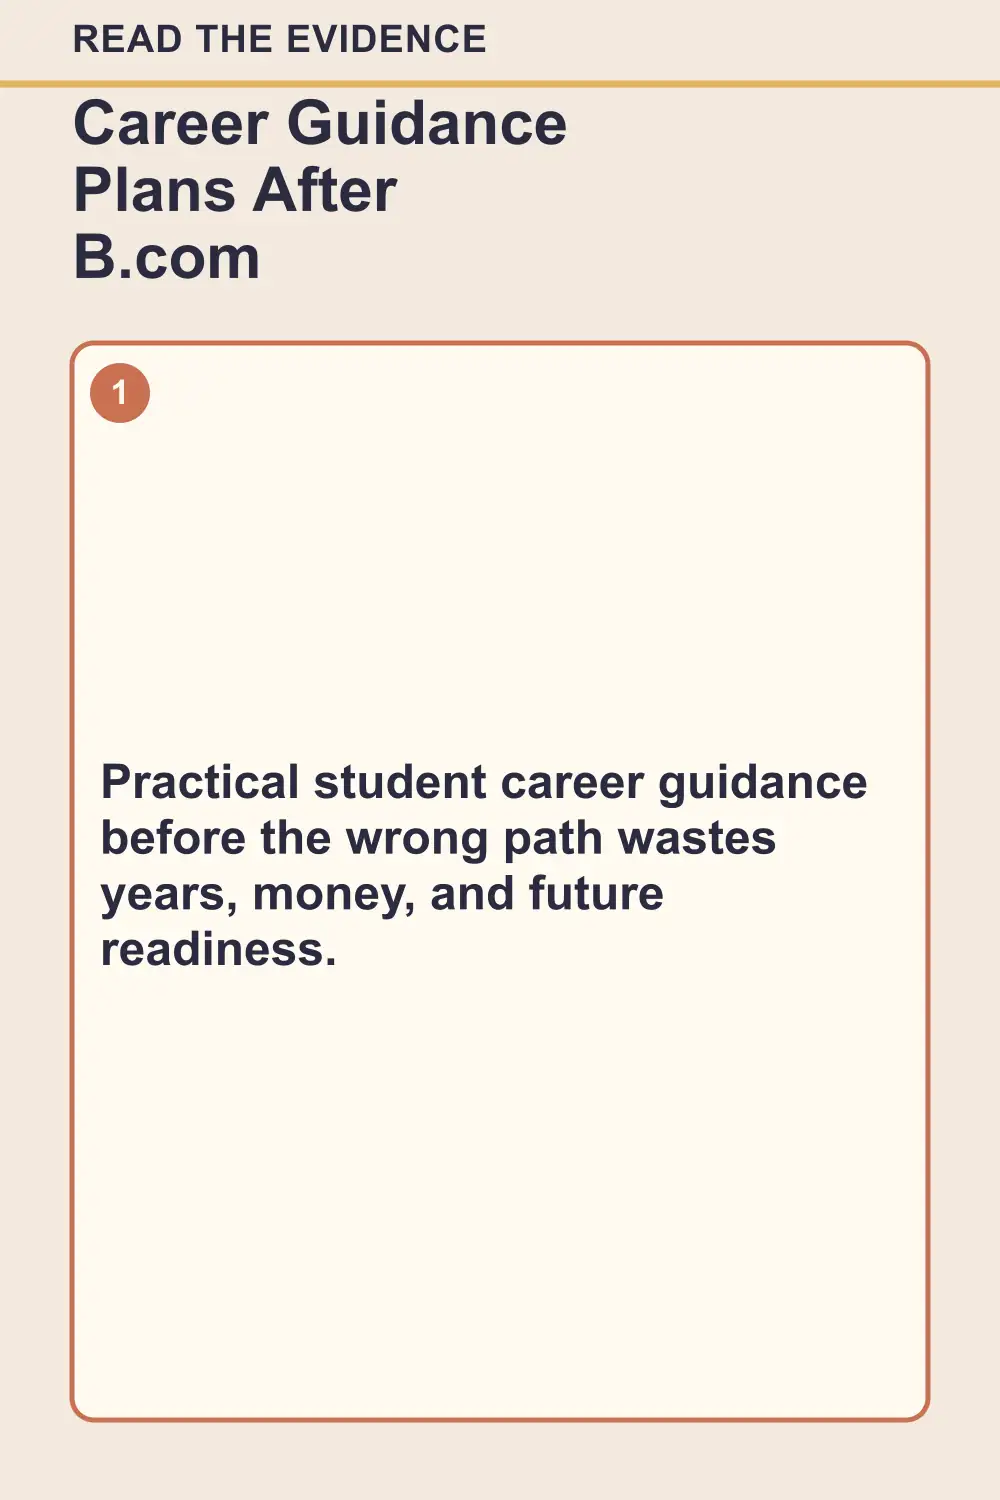 READ THE EVIDENCE
Career Guidance
Plans After
B.com
1
Practical student career guidance
before the wrong path wastes
years, money, and future
readiness.